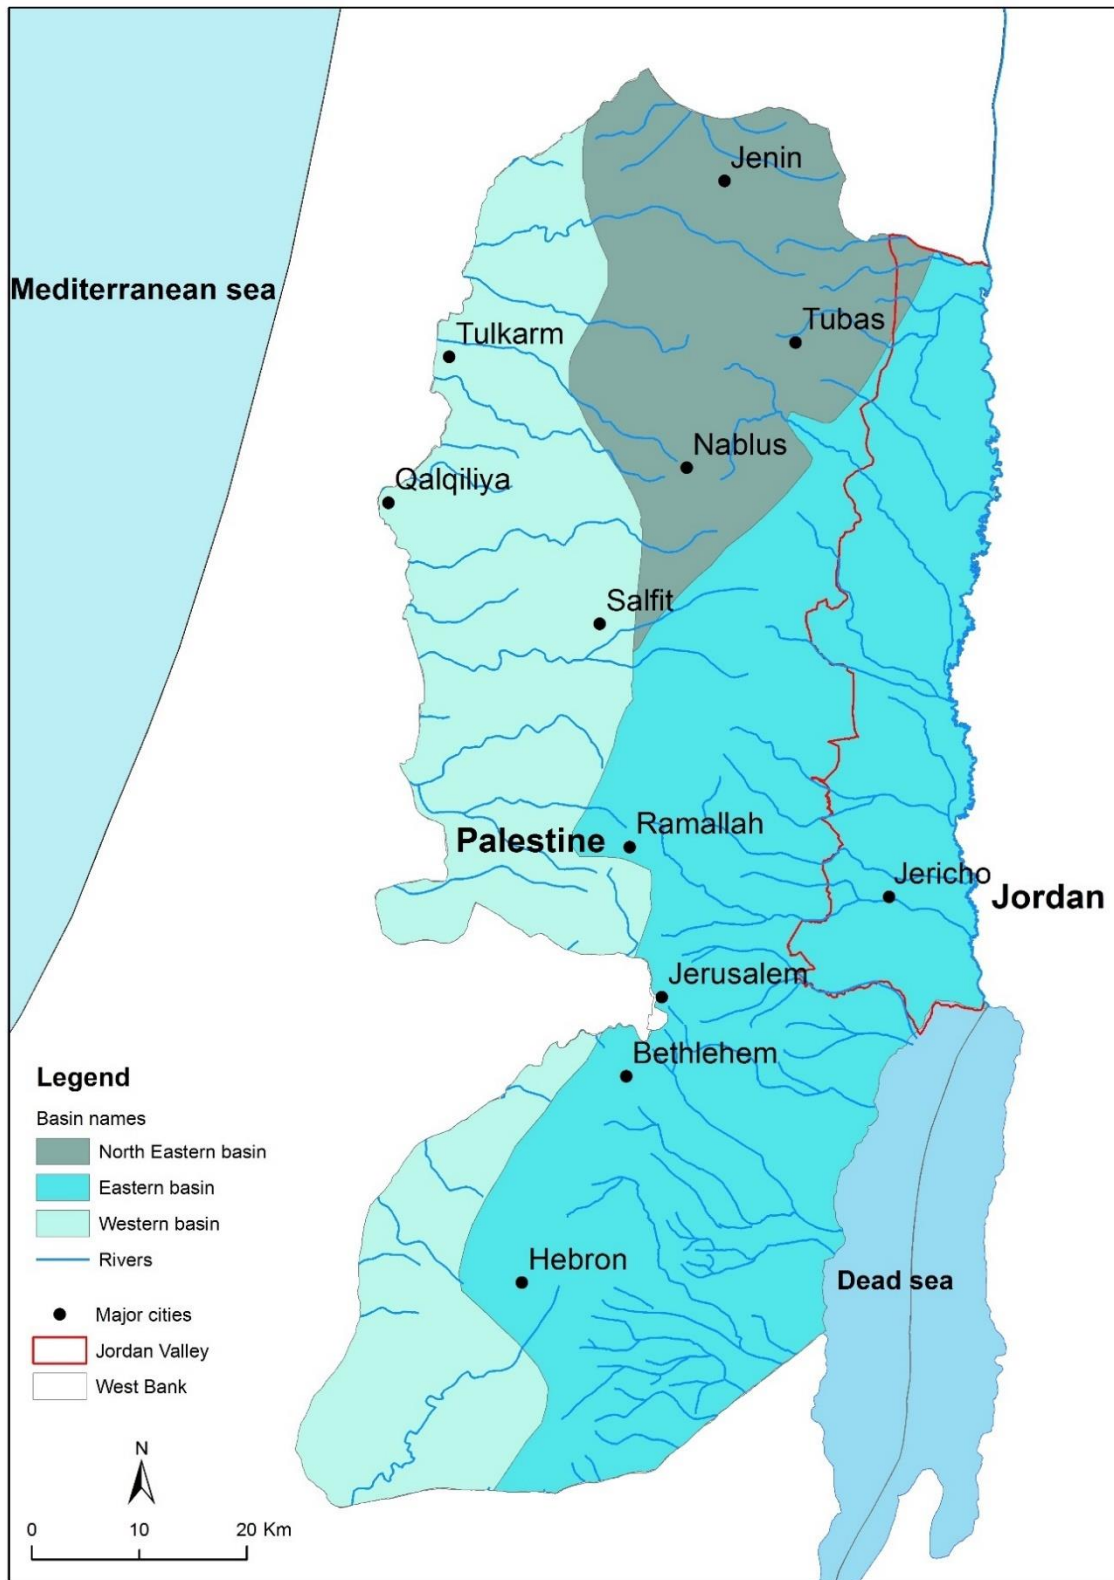 Jenin
Mediterranean sea
Tubas
Tulkarm
Nablus
Qalqiliya
Salfit
Ramallah
Palestine
Jericho
Jordan
Jerusalem
Bethlehem
Hebron
Dead sea
Legend
Basin names
North Eastern basin
Eastern basin
Western basin
Rivers
Major cities
Jordan Valley
West Bank
N
0 10 20 Km